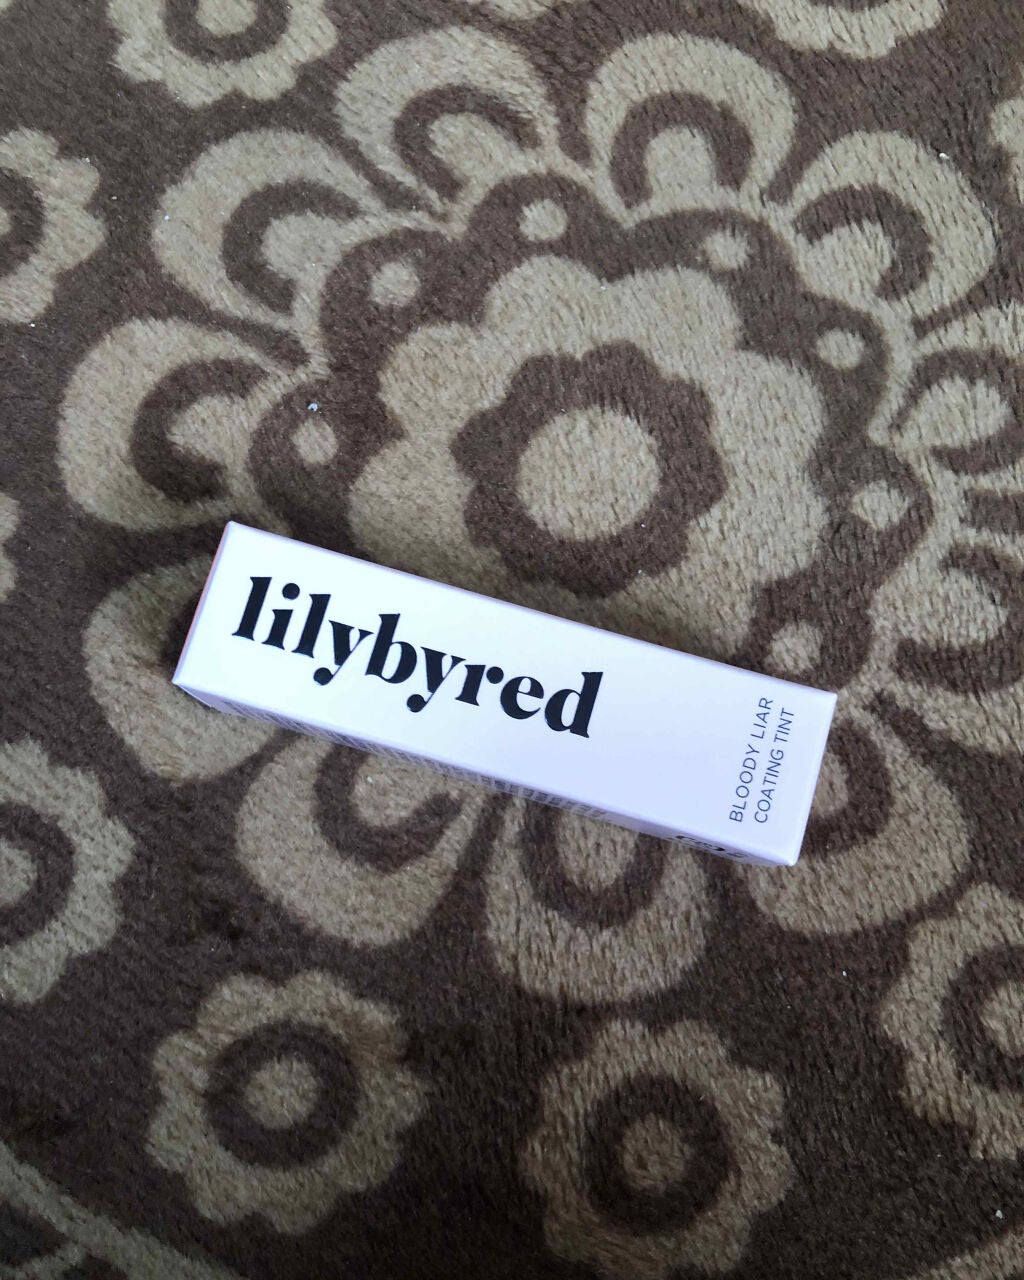 lilybyred
BLOODY LIAR
COATING TINT